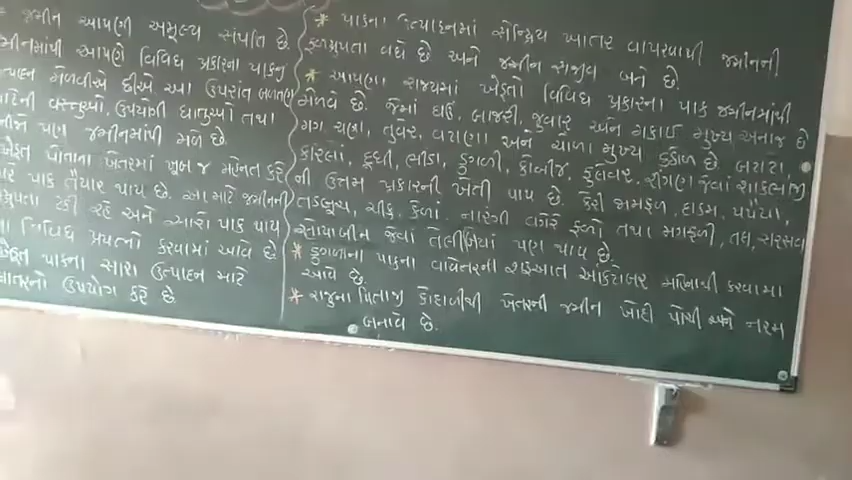 જમીન આપણી અમૂલ્ય સંપત્તિ છે.
જમીનમાંથી આપણે વિવિધ પ્રકારના પાકનું
ઉત્પાદન મેળવીએ છીએ આ ઉપરાંત બળતણ
માટેની વસ્તુઓ, ઉપયોગી ધાતુઓ તથા
પણ જમીનમાંથી મળે છે.
ખેડૂત પોતાના ખેતરમાં ખૂબ જ મહેનત કરે
પાક તૈયાર થાય છે. આ માટે જમીનની
ફળદ્રુપતા ટકી રહે અને સારો પાક થાય
વિવિધ પ્રયત્નો કરવામાં આવે છે.
ખેડૂત પાકના સારા ઉત્પાદન માટે
ખાતરનો ઉપયોગ કરે છે
* પાકના ઉત્પાદનમાં સેન્દ્રિય ખાતર વાપરવાથી જમીનની
ફળદ્રુપતા વધે છે અને જમીન સજીવ બને છે.
* આપણા રાજ્યમાં ખેડૂતો વિવિધ પ્રકારના પાક જમીનમાંથી
મેળવે છે. જેમાં ઘઉં, બાજરી, જુવાર અને મકાઈ મુખ્ય અનાજ છે
મગ, ચણા, તુવેર, વટાણા અને ચોળા મુખ્ય કઠોળ છે. બટાટા,
કારેલાં, દૂધી, ભીંડા, ડુંગળી, કોબીજ, ફુલેવર, રીંગણ જેવાં શાકભાજી
ની ઉત્તમ પ્રકારની ખેતી થાય છે. કેરી જામફળ, દાડમ, પપૈયાં,
તડબૂચ, ચીકુ, કેળાં, નારંગી વગેરે ફળો તથા મગફળી, તલ, સરસવ
સોયાબીન જેવાં તેલીબિયાં પણ થાય છે.
* ડુંગળીના પાકના વાવેતરની શરૂઆત ઓક્ટોબર મહિનાથી કરવામાં
આવે છે.
* રાજુના પિતાજી કોદાળીથી ખેતરની જમીન ખોદી પોચી અને નરમ
બનાવે છે.